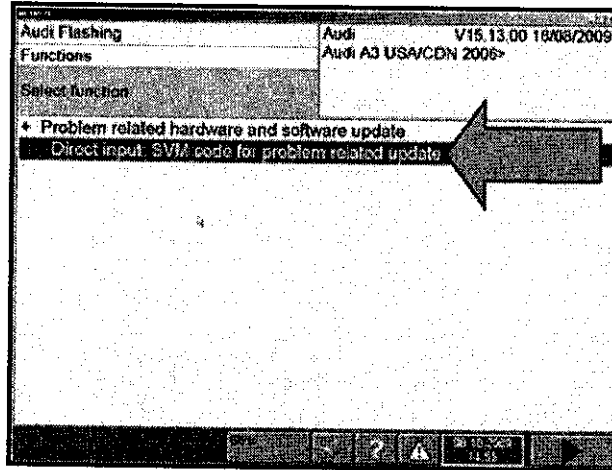 Audi Flashing
Audi V15.13.00 18/08/2009
Functions
Audi A3 USA/CDN 2006>
Select function
+ Problem related hardware and software update
Direct input: SVM code for problem related update
?